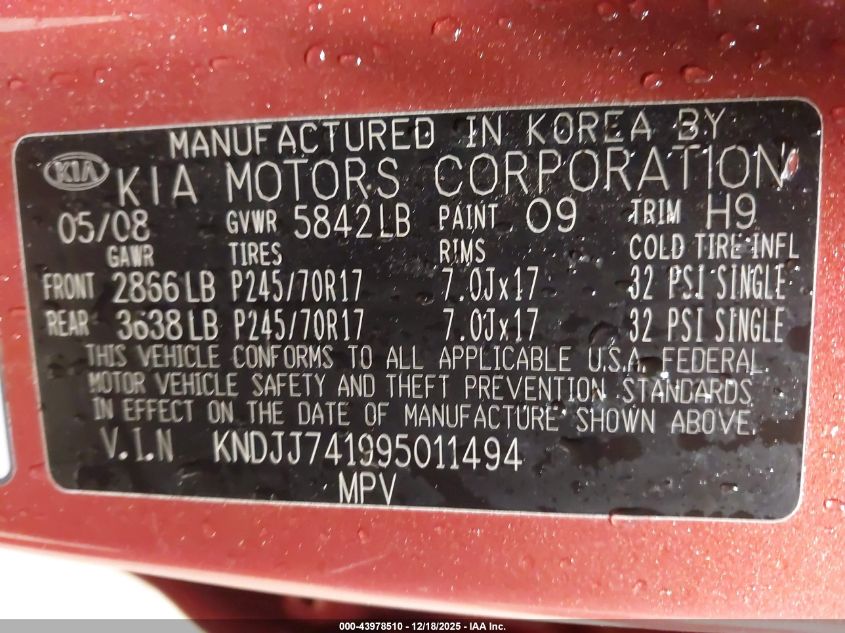 MANUFACTURED IN KOREA BY
KIA KIA MOTORS CORPORATION
05/08 GVWR 5842LB PAINT O9 TRIM H9
GAWR TIRES RIMS COLD TIRE INFL
FRONT 2866LB P245/70R17 7.0Jx17 32 PSI SINGLE
REAR 3638LB P245/70R17 7.0Jx17 32 PSI SINGLE
THIS VEHICLE CONFORMS TO ALL APPLICABLE U.S.A. FEDERAL
MOTOR VEHICLE SAFETY AND THEFT PREVENTION STANDARDS
IN EFFECT ON THE DATE OF MANUFACTURE SHOWN ABOVE.
V.I.N KNDJJ741995011494
MPV
000-43978510 - 12/18/2025 - IAA Inc.